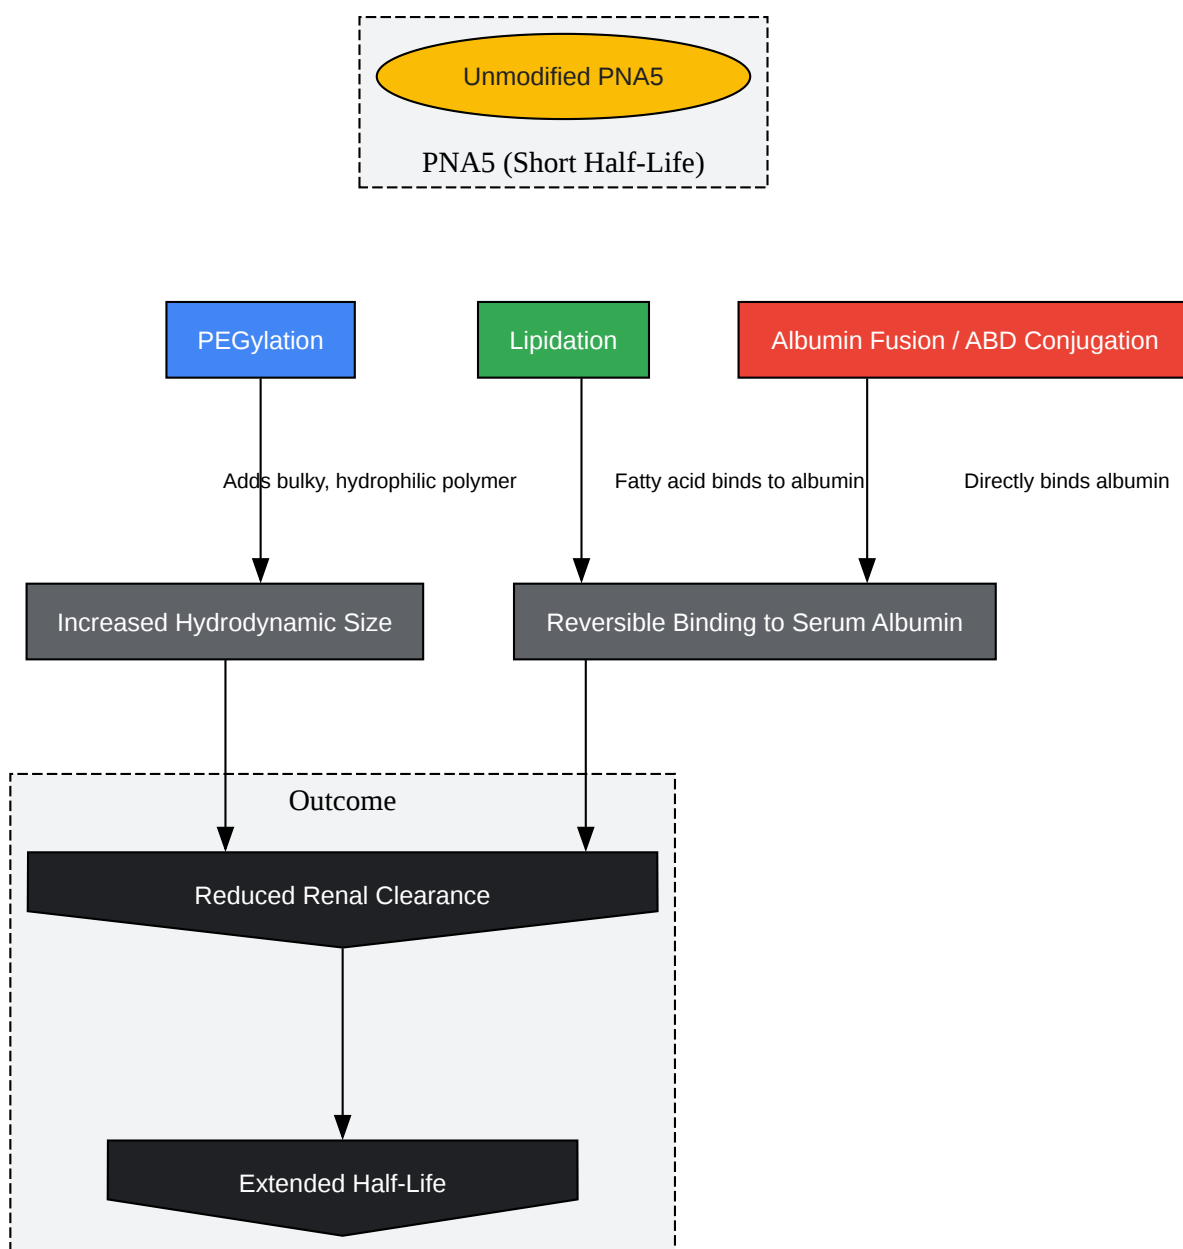 Unmodified PNA5
PNA5 (Short Half-Life)
PEGylation
Lipidation
Albumin Fusion / ABD Conjugation
Adds bulky, hydrophilic polymer
Fatty acid binds to albumin
Directly binds albumin
Increased Hydrodynamic Size
Reversible Binding to Serum Albumin
Outcome
Reduced Renal Clearance
Extended Half-Life